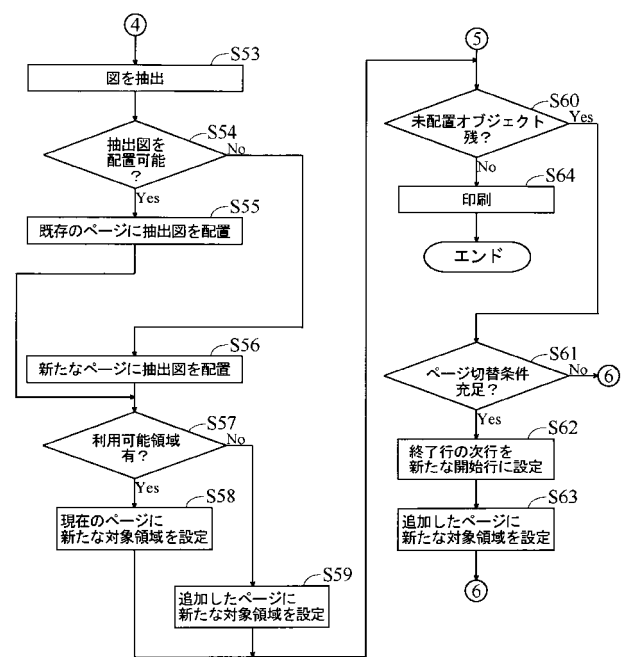 ④
S53
図を抽出
S54
抽出図を
配置可能
?
No
Yes
S55
既存のページに抽出図を配置
S56
新たなページに抽出図を配置
S57
利用可能領域
有?
No
Yes
S58
現在のページに
新たな対象領域を設定
S59
追加したページに
新たな対象領域を設定
⑤
S60
未配置オブジェクト
残?
Yes
No
S64
印刷
エンド
S61
ページ切替条件
充足?
No
⑥
Yes
S62
終了行の次行を
新たな開始行に設定
S63
追加したページに
新たな対象領域を設定
⑥